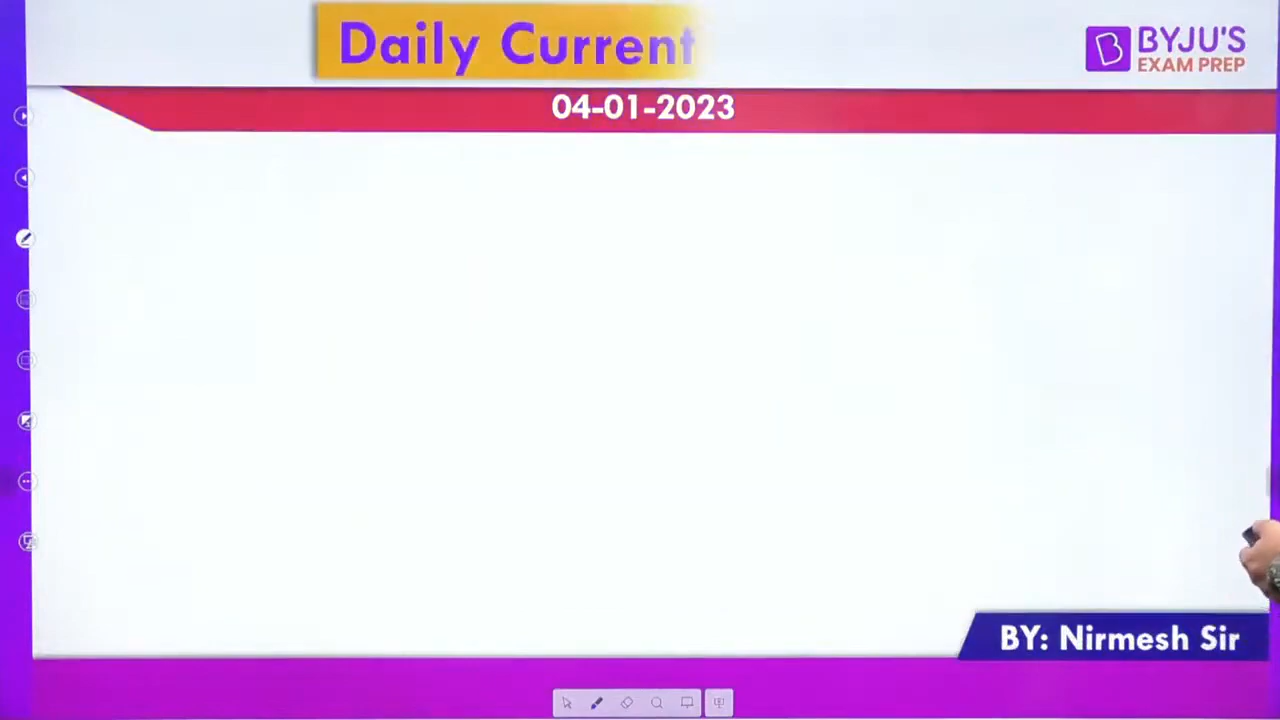 Daily Current
BYJU'S
EXAM PREP
04-01-2023
BY: Nirmesh Sir